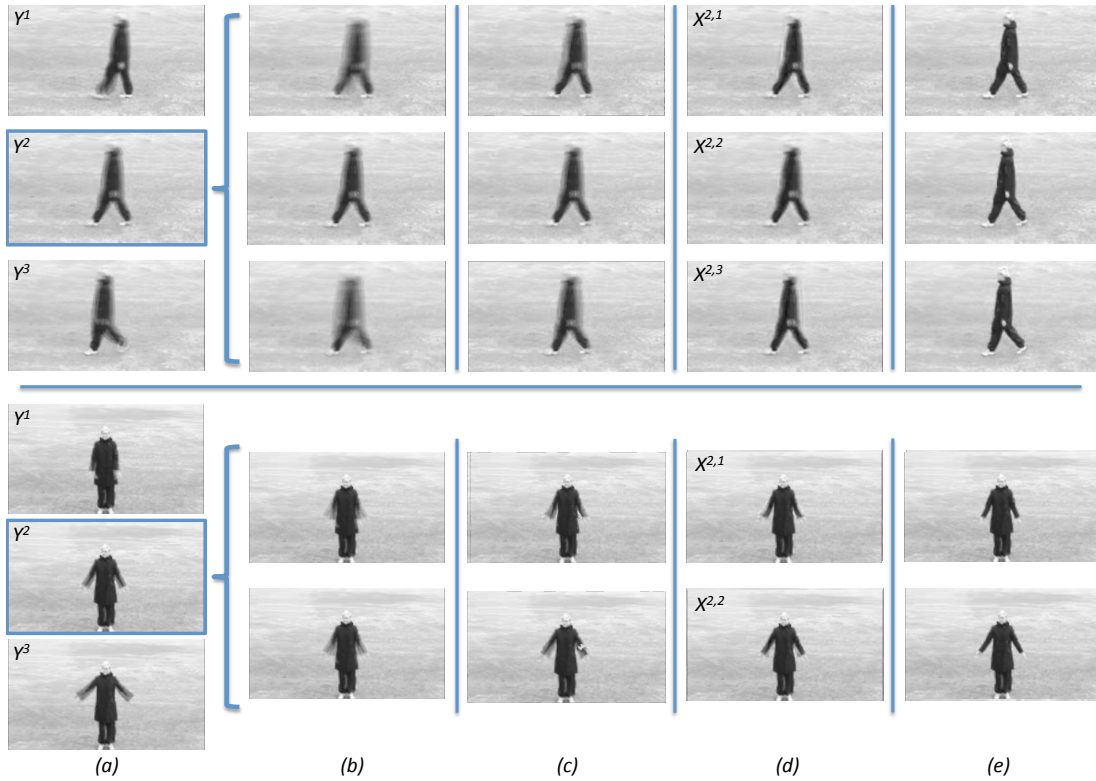 Y¹
X²,¹
Y²
X²,²
Y³
X²,³
Y¹
X²,¹
Y²
X²,²
Y³
(a)
(b)
(c)
(d)
(e)